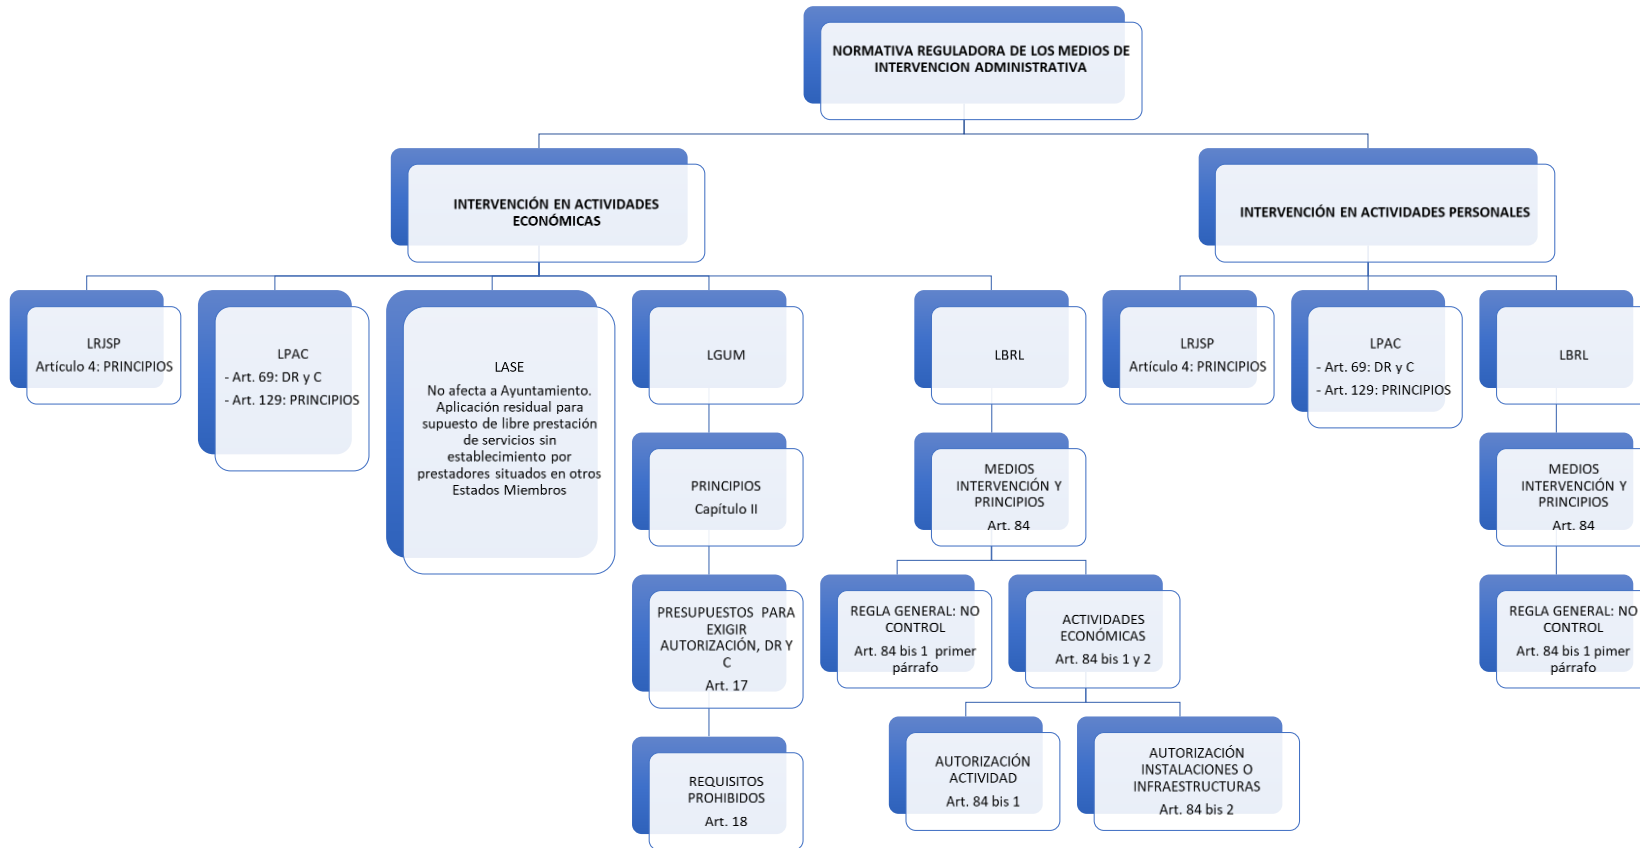 NORMATIVA REGULADORA DE LOS MEDIOS DE
INTERVENCION ADMINISTRATIVA
INTERVENCIÓN EN ACTIVIDADES
ECONÓMICAS
INTERVENCIÓN EN ACTIVIDADES PERSONALES
LRJSP
Artículo 4: PRINCIPIOS
LPAC
- Art. 69: DR y C
- Art. 129: PRINCIPIOS
LASE
No afecta a Ayuntamiento.
Aplicación residual para
supuesto de libre prestación
de servicios sin
establecimiento por
prestadores situados en otros
Estados Miembros
LGUM
PRINCIPIOS
Capítulo II
PRESUPUESTOS PARA
EXIGIR
AUTORIZACIÓN, DR Y
C
Art. 17
REQUISITOS
PROHIBIDOS
Art. 18
LBRL
MEDIOS
INTERVENCIÓN Y
PRINCIPIOS
Art. 84
REGLA GENERAL: NO
CONTROL
Art. 84 bis 1 primer
párrafo
ACTIVIDADES
ECONÓMICAS
Art. 84 bis 1 y 2
AUTORIZACIÓN
ACTIVIDAD
Art. 84 bis 1
AUTORIZACIÓN
INSTALACIONES O
INFRAESTRUCTURAS
Art. 84 bis 2
LRJSP
Artículo 4: PRINCIPIOS
LPAC
- Art. 69: DR y C
- Art. 129: PRINCIPIOS
LBRL
MEDIOS
INTERVENCIÓN Y
PRINCIPIOS
Art. 84
REGLA GENERAL: NO
CONTROL
Art. 84 bis 1 pimer
párrafo